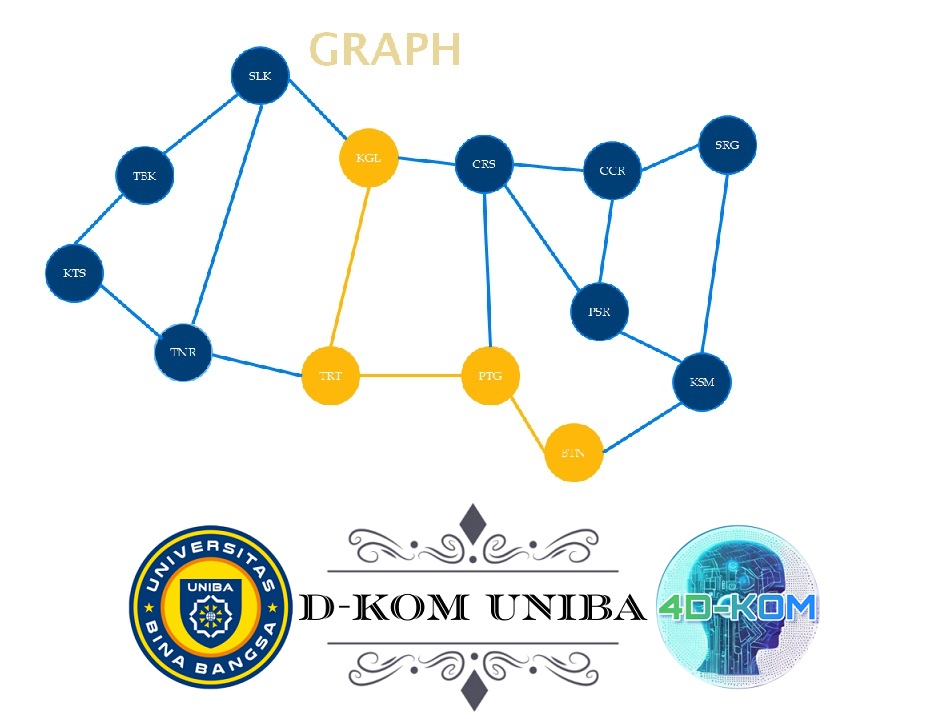 GRAPH
SLK
KGL
CRS
CCR
SRG
TBK
KTS
PSR
TNR
TRT
PTG
KSM
BTN
UNIVERSITAS
UNIBA
BINA BANGSA
D-KOM UNIBA
4D-KOM